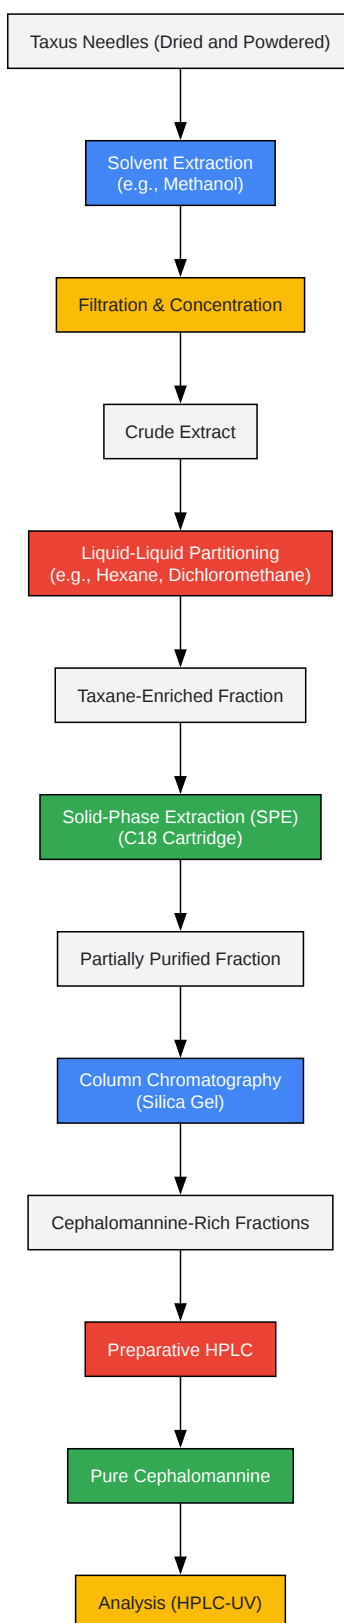 Taxus Needles (Dried and Powdered)
Solvent Extraction
(e.g., Methanol)
Filtration & Concentration
Crude Extract
Liquid-Liquid Partitioning
(e.g., Hexane, Dichloromethane)
Taxane-Enriched Fraction
Solid-Phase Extraction (SPE)
(C18 Cartridge)
Partially Purified Fraction
Column Chromatography
(Silica Gel)
Cephalomannine-Rich Fractions
Preparative HPLC
Pure Cephalomannine
Analysis (HPLC-UV)